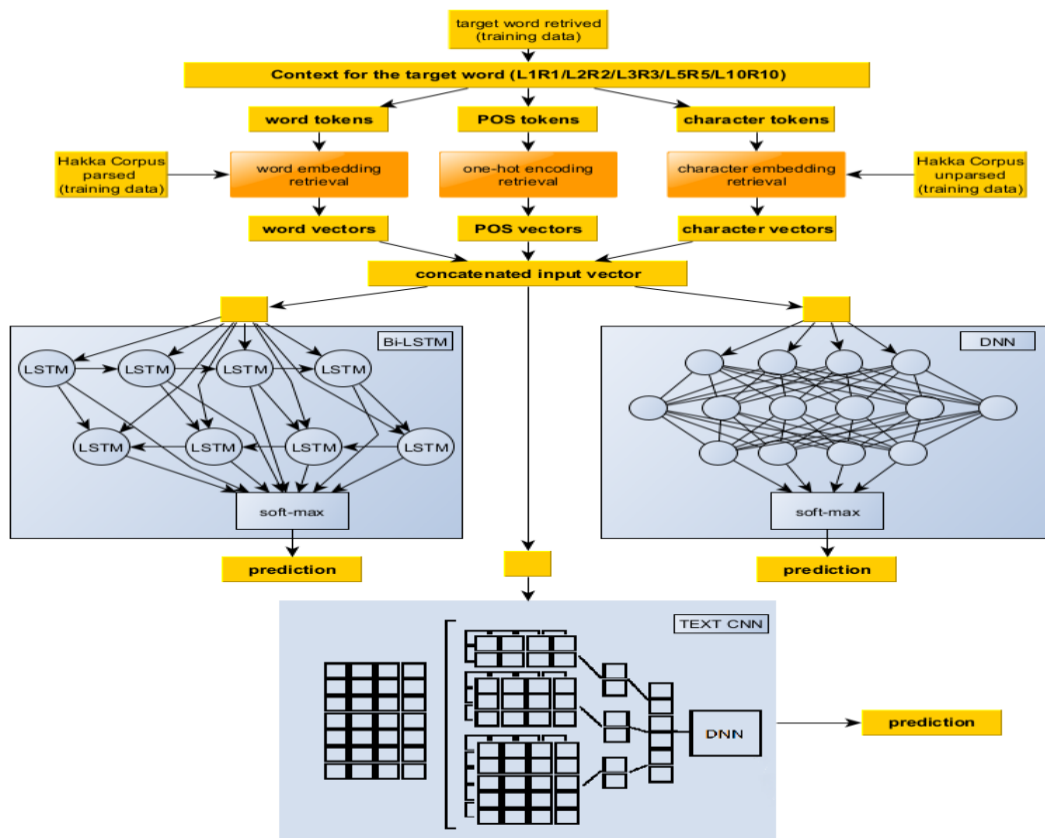 target word retrived
(training data)
Context for the target word (L1R1/L2R2/L3R3/L5R5/L10R10)
word tokens
POS tokens
character tokens
Hakka Corpus
parsed
(training data)
word embedding
retrieval
one-hot encoding
retrieval
character embedding
retrieval
Hakka Corpus
unparsed
(training data)
word vectors
POS vectors
character vectors
concatenated input vector
Bi-LSTM
DNN
LSTM
LSTM
LSTM
LSTM
LSTM
LSTM
LSTM
LSTM
soft-max
soft-max
prediction
prediction
TEXT CNN
DNN
prediction